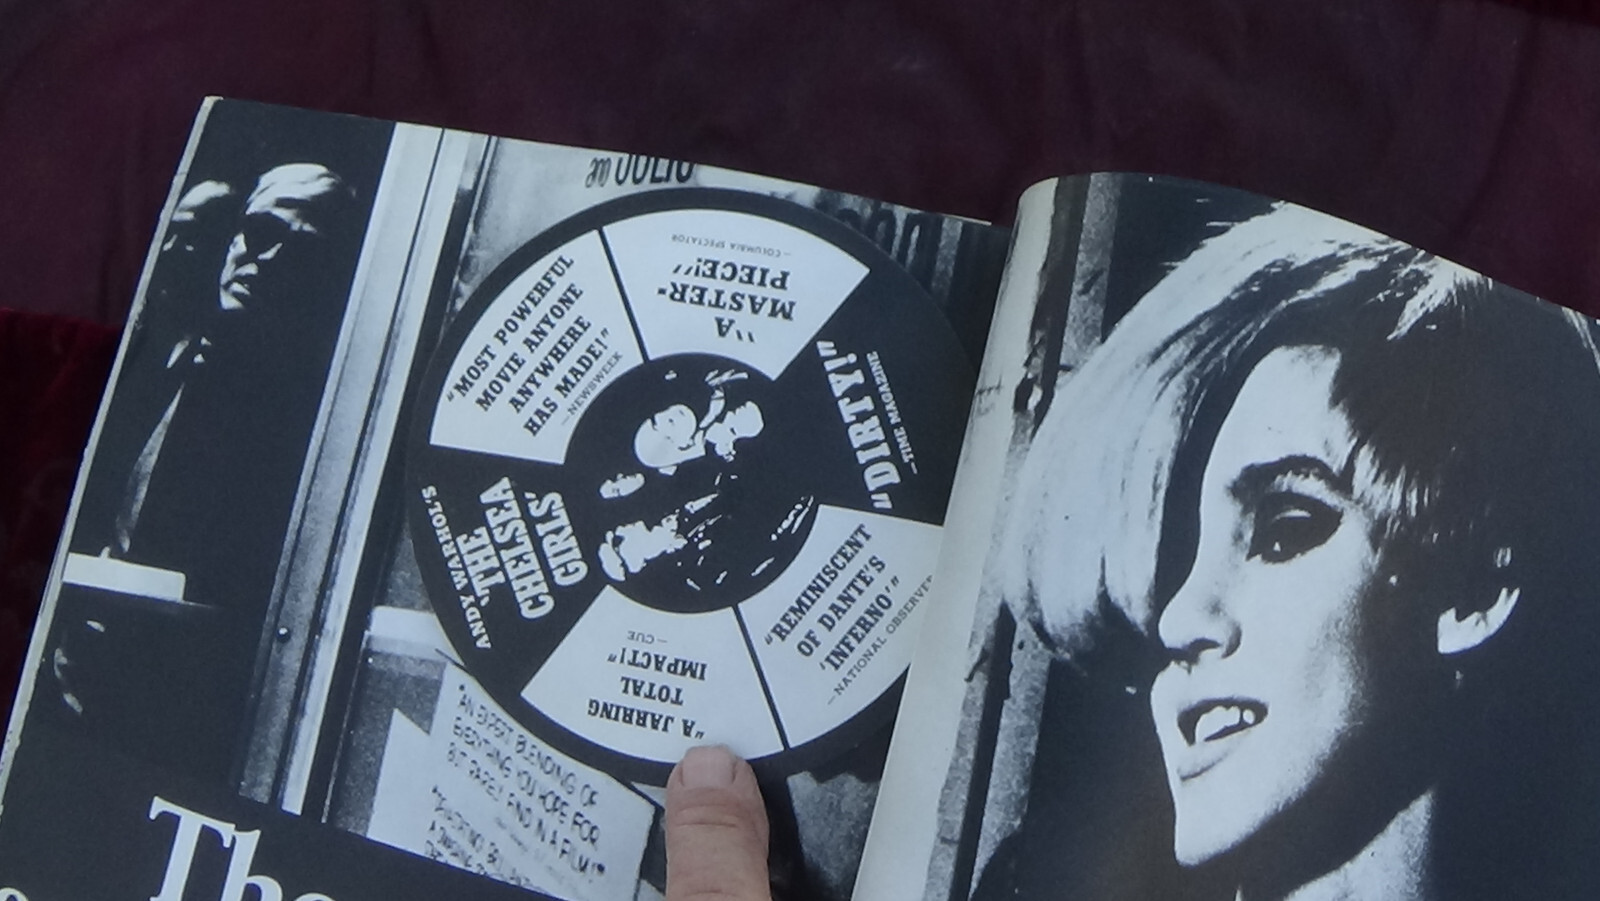 JULIO
"A
MASTER-
PIECE!"
—COLUMBIA SPECTATOR
"MOST POWERFUL
MOVIE ANYONE
ANYWHERE
HAS MADE!"
—NEWSWEEK
"DIRTY!"
—TIME MAGAZINE
ANDY WARHOL'S
'THE
CHELSEA
GIRLS'
"REMINISCENT
OF DANTE'S
'INFERNO'"
—NATIONAL OBSERVER
"A JARRING
TOTAL
IMPACT!"
—CUE
"AN EXPERT BLENDING OF
EVERYTHING YOU HOPE FOR
BUT RARELY FIND IN A FILM!"
The